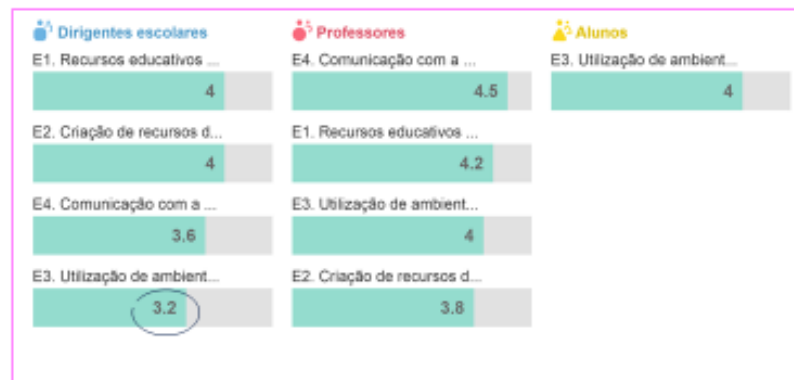 Dirigentes escolares
E1. Recursos educativos ...
4
E2. Criação de recursos d...
4
E4. Comunicação com a ...
3.6
E3. Utilização de ambient...
3.2
Professores
E4. Comunicação com a ...
4.5
E1. Recursos educativos ...
4.2
E3. Utilização de ambient...
4
E2. Criação de recursos d...
3.8
Alunos
E3. Utilização de ambient...
4